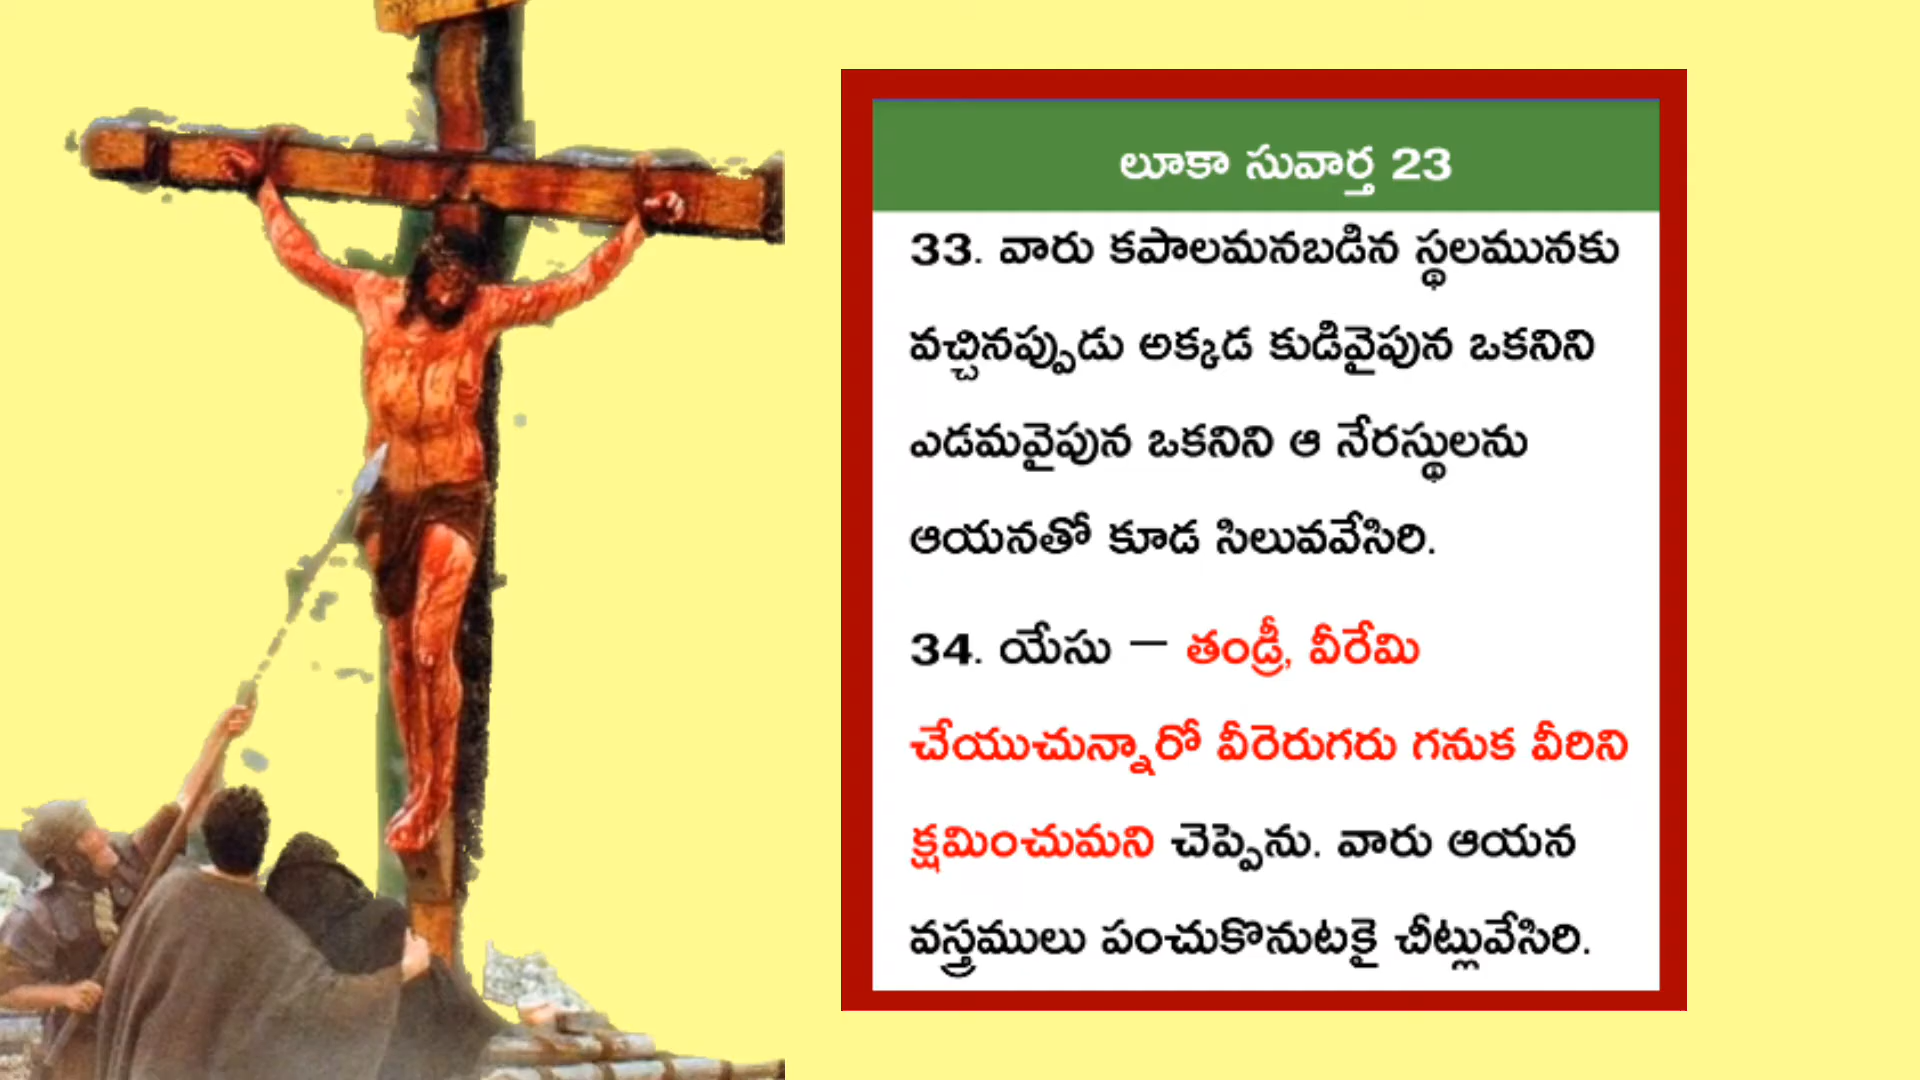 లూకా సువార్త 23
33. వారు కపాలమనబడిన స్థలమునకు
వచ్చినప్పుడు అక్కడ కుడివైపున ఒకనిని
ఎడమవైపున ఒకనిని ఆ నేరస్థులను
ఆయనతో కూడ సిలువవేసిరి.
34. యేసు – తండ్రీ, వీరేమి
చేయుచున్నారో వీరెరుగరు గనుక వీరిని
క్షమించుమని చెప్పెను. వారు ఆయన
వస్త్రములు పంచుకొనుటకై చీట్లువేసిరి.